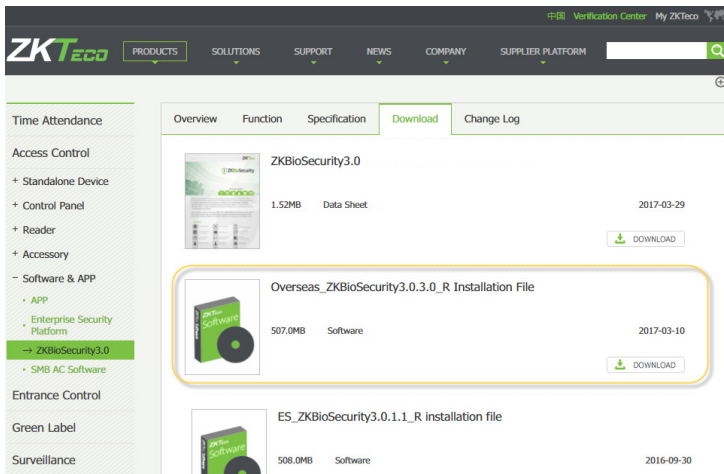 中国 Verification Center My ZKTeco
ZKTECO PRODUCTS SOLUTIONS SUPPORT NEWS COMPANY SUPPLIER PLATFORM
Time Attendance
Access Control
+ Standalone Device
+ Control Panel
+ Reader
+ Accessory
− Software & APP
APP
Enterprise Security
Platform
→ ZKBioSecurity3.0
SMB AC Software
Entrance Control
Green Label
Surveillance
Overview Function Specification Download Change Log
ZKBioSecurity3.0
1.52MB Data Sheet 2017-03-29
DOWNLOAD
Overseas_ZKBioSecurity3.0.3.0_R Installation File
ZKTeco
Software
507.0MB Software 2017-03-10
DOWNLOAD
ES_ZKBioSecurity3.0.1.1_R installation file
ZKTeco
Software
508.0MB Software 2016-09-30